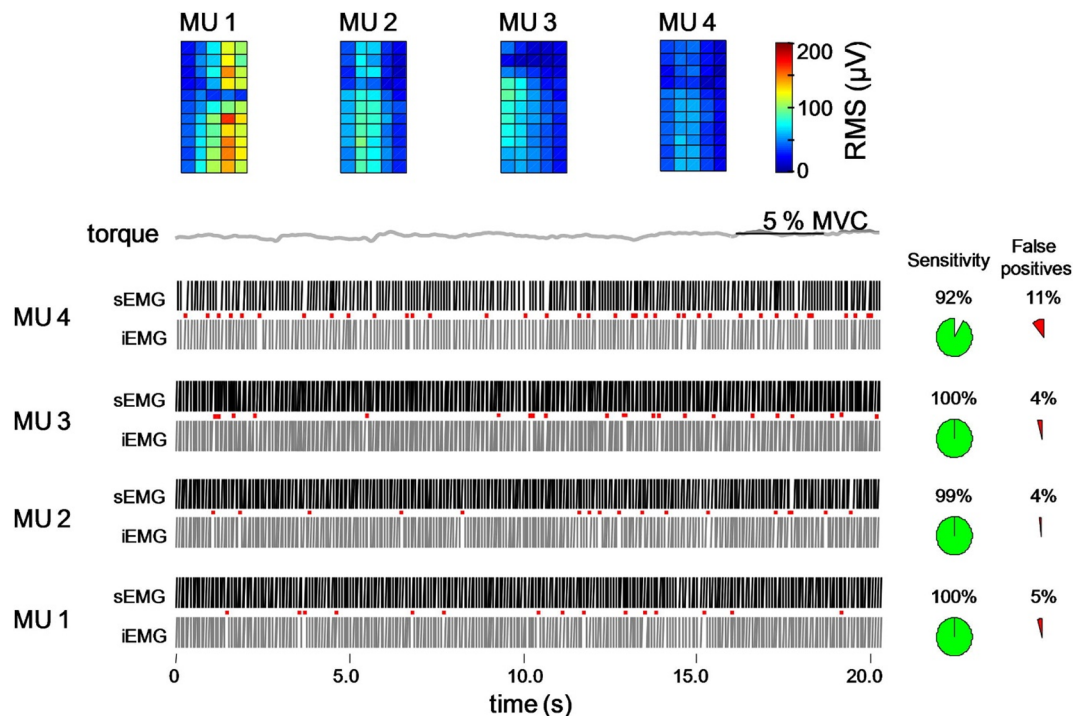 MU 1 MU 2 MU 3 MU 4
200
100
0
RMS (µV)
torque
5 % MVC
Sensitivity
False positives
MU 4
sEMG
iEMG
92%
11%
MU 3
sEMG
iEMG
100%
4%
MU 2
sEMG
iEMG
99%
4%
MU 1
sEMG
iEMG
100%
5%
0 5.0 10.0 15.0 20.0
time (s)